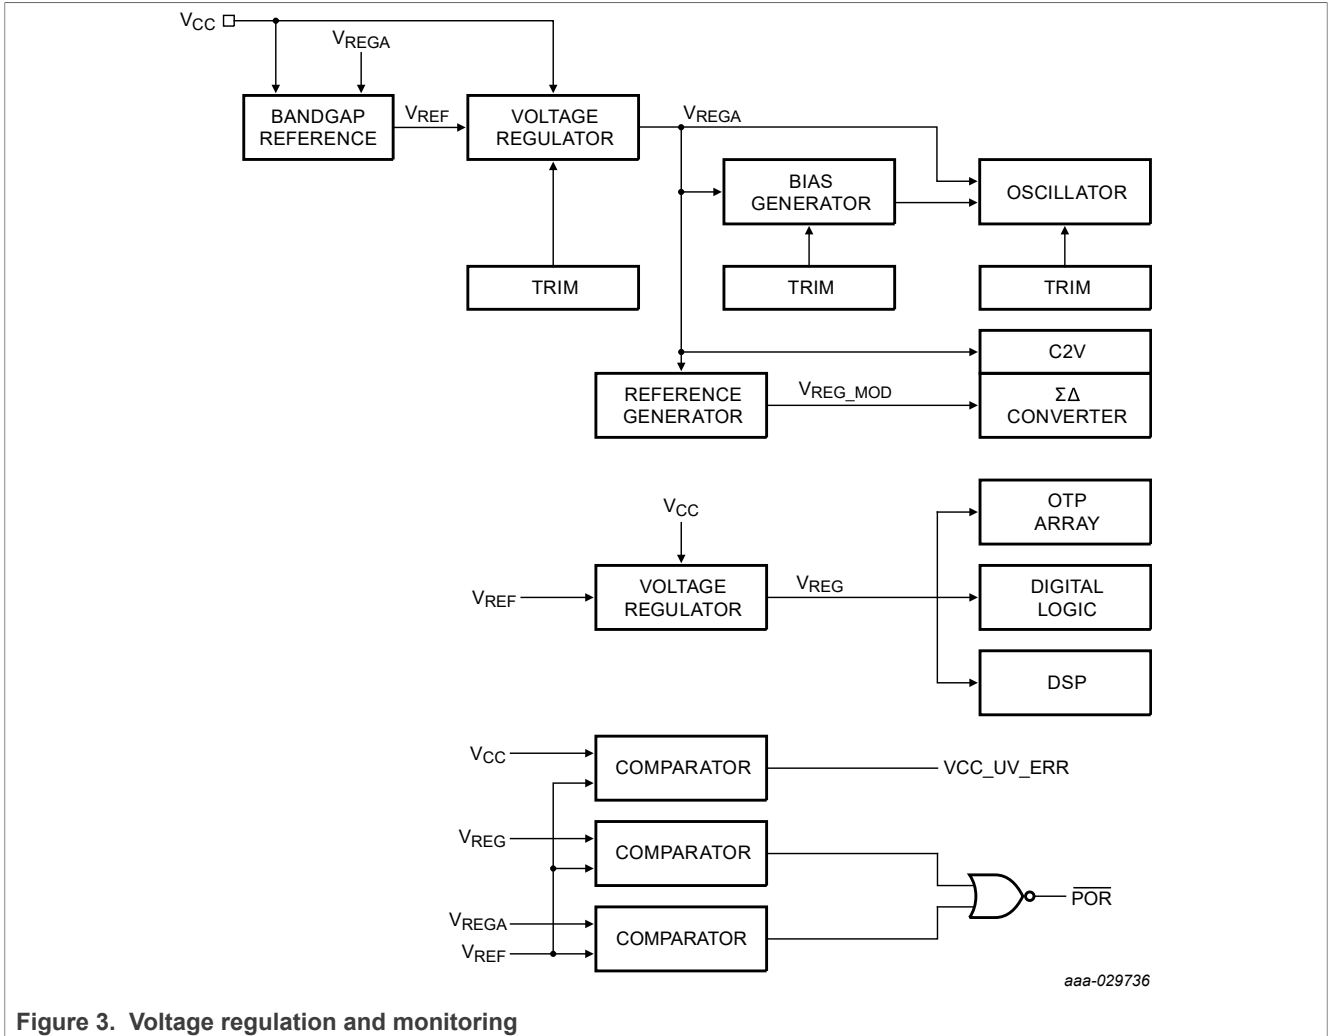 VCC
VREGA
BANDGAP
REFERENCE
VREF
VOLTAGE
REGULATOR
VREGA
BIAS
GENERATOR
OSCILLATOR
TRIM
TRIM
TRIM
C2V
REFERENCE
GENERATOR
VREG_MOD
ΣΔ
CONVERTER
VCC
VREF
VOLTAGE
REGULATOR
VREG
OTP
ARRAY
DIGITAL
LOGIC
DSP
VCC
COMPARATOR
VCC_UV_ERR
VREG
COMPARATOR
VREGA
VREF
COMPARATOR
POR
aaa-029736
Figure 3. Voltage regulation and monitoring